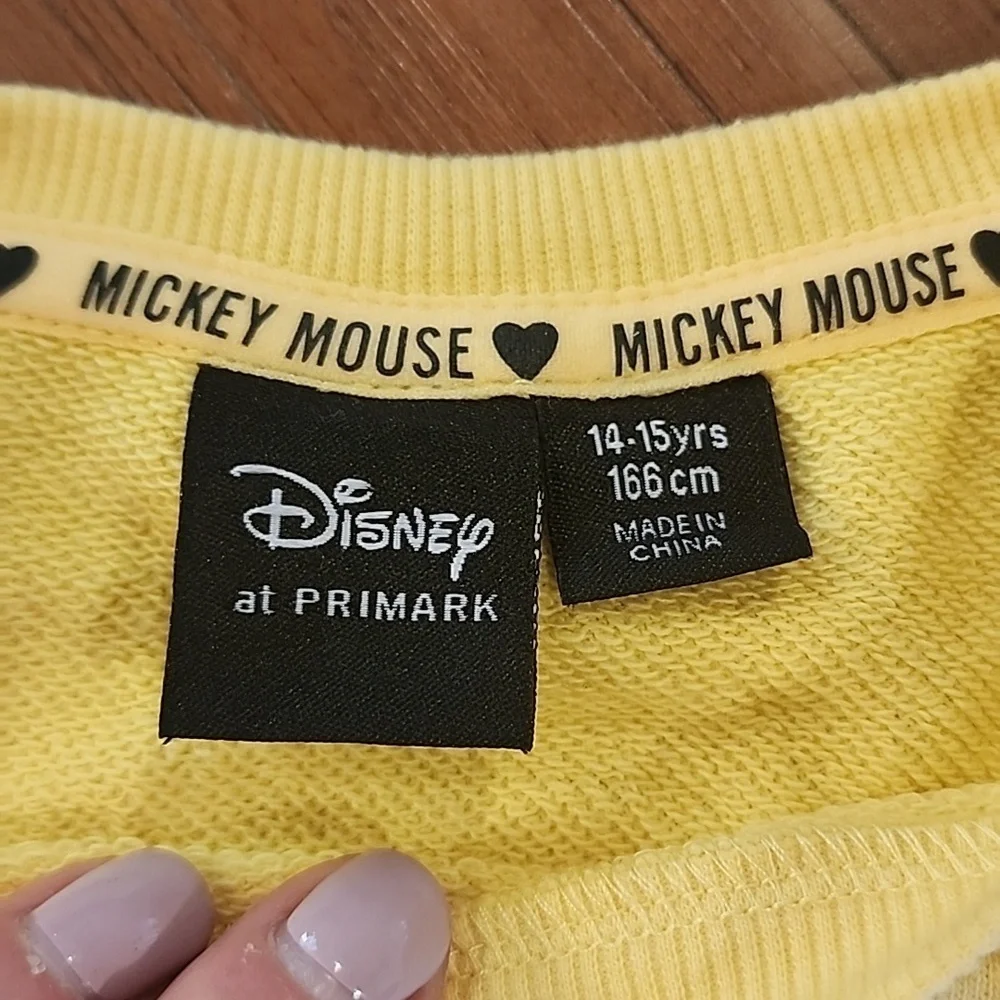 MICKEY MOUSE MICKEY MOUSE
DISNEY
at PRIMARK
14-15yrs
166cm
MADE IN
CHINA